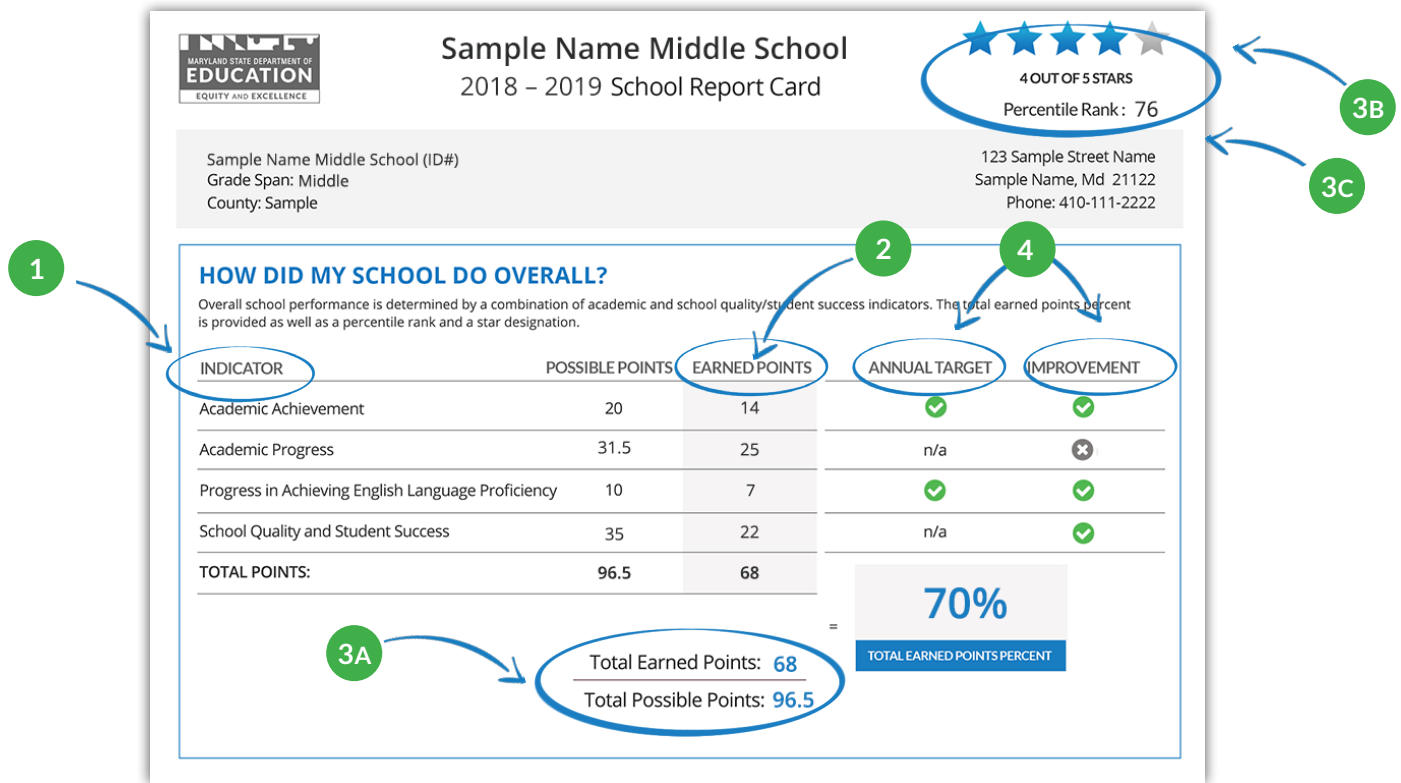 MARYLAND STATE DEPARTMENT OF
EDUCATION
EQUITY AND EXCELLENCE
Sample Name Middle School
2018 – 2019 School Report Card
4 OUT OF 5 STARS
Percentile Rank : 76
3B
3C
Sample Name Middle School (ID#)
Grade Span: Middle
County: Sample
123 Sample Street Name
Sample Name, Md 21122
Phone: 410-111-2222
1
2
4
HOW DID MY SCHOOL DO OVERALL?
Overall school performance is determined by a combination of academic and school quality/student success indicators. The total earned points percent
is provided as well as a percentile rank and a star designation.
INDICATOR POSSIBLE POINTS EARNED POINTS ANNUAL TARGET IMPROVEMENT
Academic Achievement 20 14
Academic Progress 31.5 25 n/a
Progress in Achieving English Language Proficiency 10 7
School Quality and Student Success 35 22 n/a
TOTAL POINTS: 96.5 68
70%
=
TOTAL EARNED POINTS PERCENT
3A
Total Earned Points: 68
Total Possible Points: 96.5